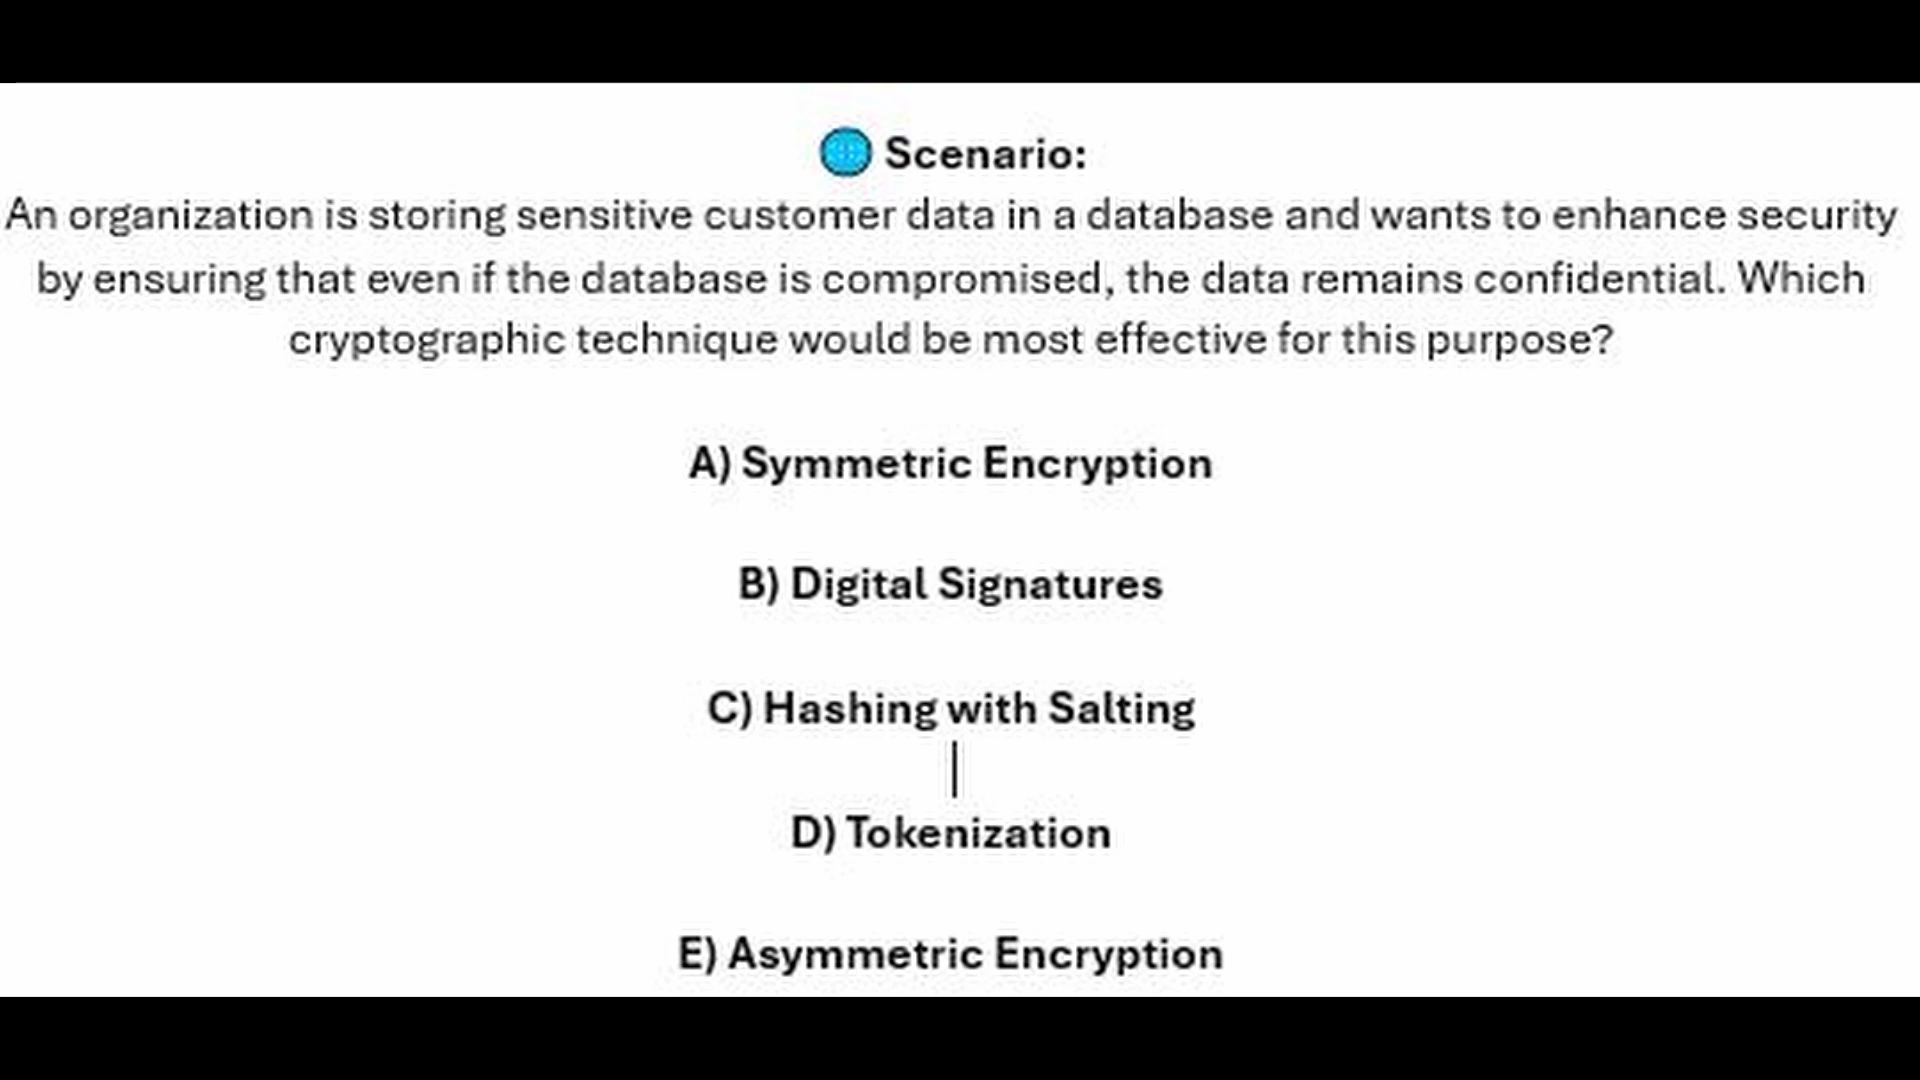 Scenario:
An organization is storing sensitive customer data in a database and wants to enhance security
by ensuring that even if the database is compromised, the data remains confidential. Which
cryptographic technique would be most effective for this purpose?
A) Symmetric Encryption
B) Digital Signatures
C) Hashing with Salting
D) Tokenization
E) Asymmetric Encryption